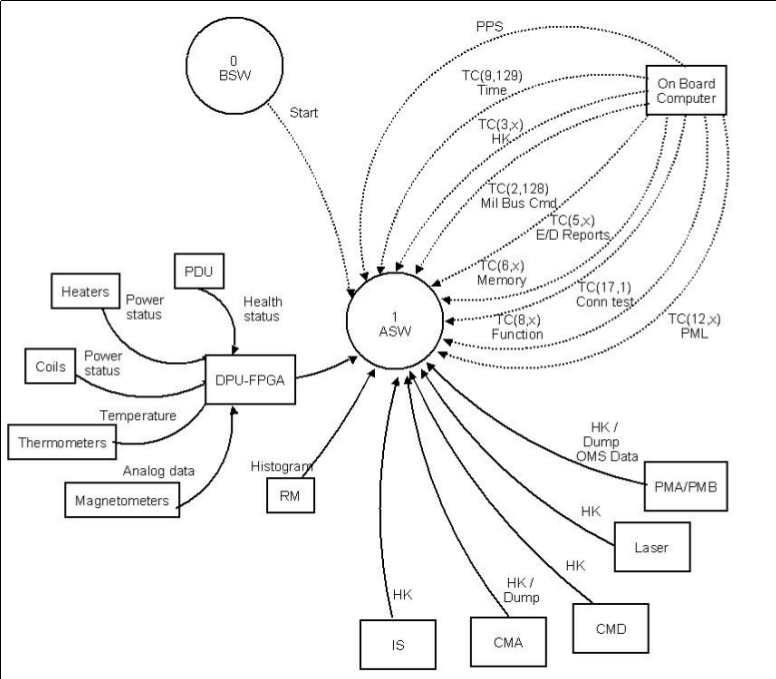 PPS
0
BSW
TC(9,129)
Time
On Board
Computer
Start
TC(3,x)
HK
TC(2,128)
Mil Bus Cmd
TC(5,x)
E/D Reports
PDU
TC(6,x)
Memory
TC(17,1)
Conn test
Heaters
Power
status
Health
status
1
ASW
TC(8,x)
Function
TC(12,x)
PML
Coils
Power
status
DPU-FPGA
Temperature
Thermometers
HK /
Dump
OMS Data
Analog data
Histogram
Magnetometers
RM
PMA/PMB
HK
Laser
HK
HK
HK /
Dump
IS
CMA
CMD